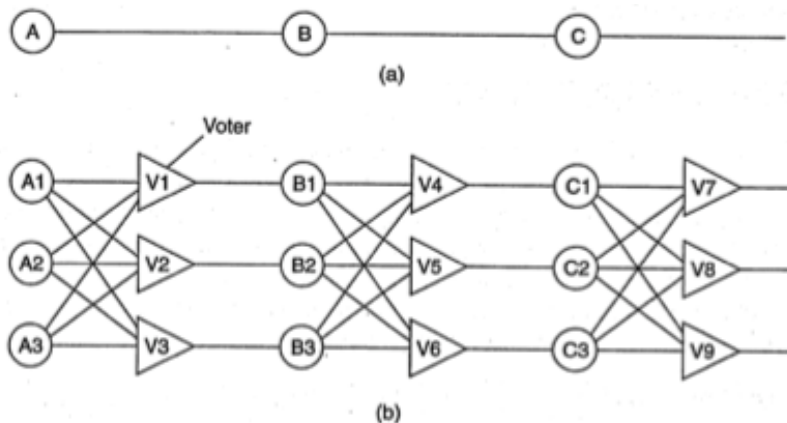 A B C
(a)
Voter
A1 V1 B1 V4 C1 V7
A2 V2 B2 V5 C2 V8
A3 V3 B3 V6 C3 V9
(b)